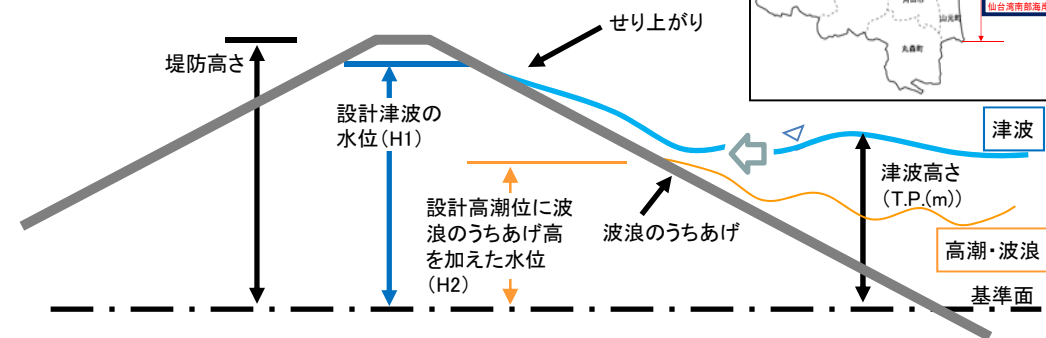 仙台湾南部海岸
山元町
丸森町
せり上がり
堤防高さ
設計津波の
水位(H1)
津波
津波高さ
(T.P.(m))
設計高潮位に波
浪のうちあげ高
を加えた水位
(H2)
波浪のうちあげ
高潮・波浪
基準面